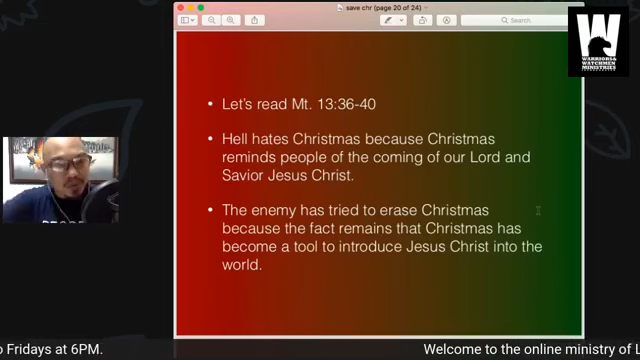 save chr (page 20 of 24)
Search
WARRIORS &
WATCHMEN
MINISTRIES
• Let's read Mt. 13:36-40
• Hell hates Christmas because Christmas
reminds people of the coming of our Lord and
Savior Jesus Christ.
• The enemy has tried to erase Christmas
because the fact remains that Christmas has
become a tool to introduce Jesus Christ into the
world.
o Fridays at 6PM.
Welcome to the online ministry of L